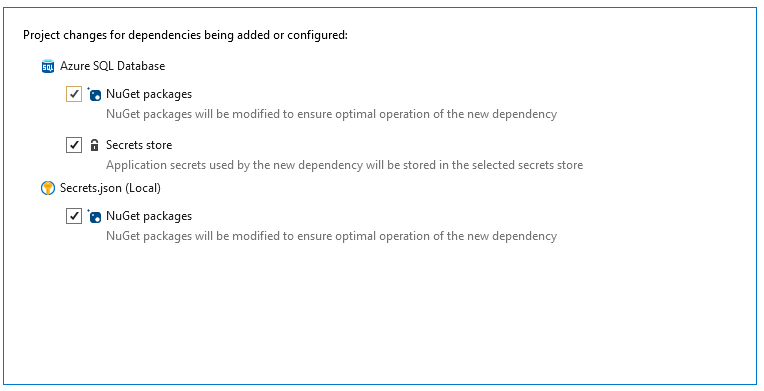 Project changes for dependencies being added or configured:
SQL Azure SQL Database
NuGet packages
NuGet packages will be modified to ensure optimal operation of the new dependency
Secrets store
Application secrets used by the new dependency will be stored in the selected secrets store
Secrets.json (Local)
NuGet packages
NuGet packages will be modified to ensure optimal operation of the new dependency